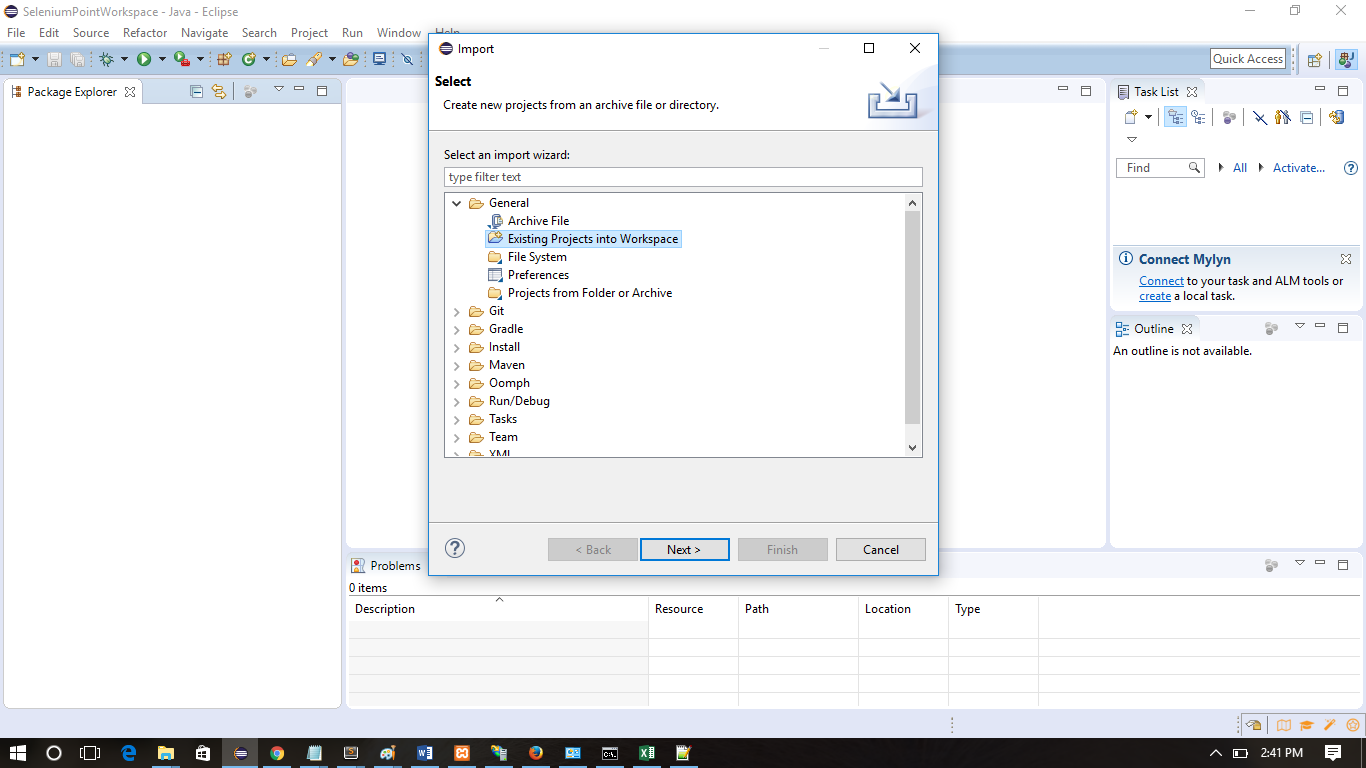 SeleniumPointWorkspace - Java - Eclipse
File Edit Source Refactor Navigate Search Project Run Window Help
Quick Access
Package Explorer
Import
Select
Create new projects from an archive file or directory.
Select an import wizard:
type filter text
General
Archive File
Existing Projects into Workspace
File System
Preferences
Projects from Folder or Archive
Git
Gradle
Install
Maven
Oomph
Run/Debug
Tasks
Team
XML
< Back Next > Finish Cancel
Task List
Find All Activate...
Connect Mylyn
Connect to your task and ALM tools or
create a local task.
Outline
An outline is not available.
Problems
0 items
Description Resource Path Location Type
2:41 PM